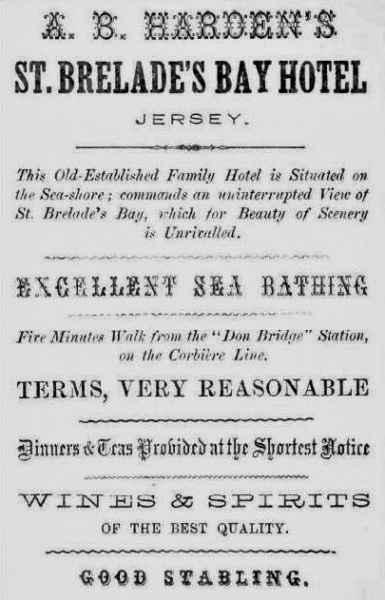 A. B. HARDEN'S
ST. BRELADE'S BAY HOTEL
JERSEY.
This Old-Established Family Hotel is Situated on
the Sea-shore; commands an uninterrupted View of
St. Brelade's Bay, which for Beauty of Scenery
is Unrivalled.
EXCELLENT SEA BATHING
Five Minutes Walk from the "Don Bridge" Station,
on the Corbière Line.
TERMS, VERY REASONABLE
Dinners & Teas Provided at the Shortest Notice
WINES & SPIRITS
OF THE BEST QUALITY.
GOOD STABLING.